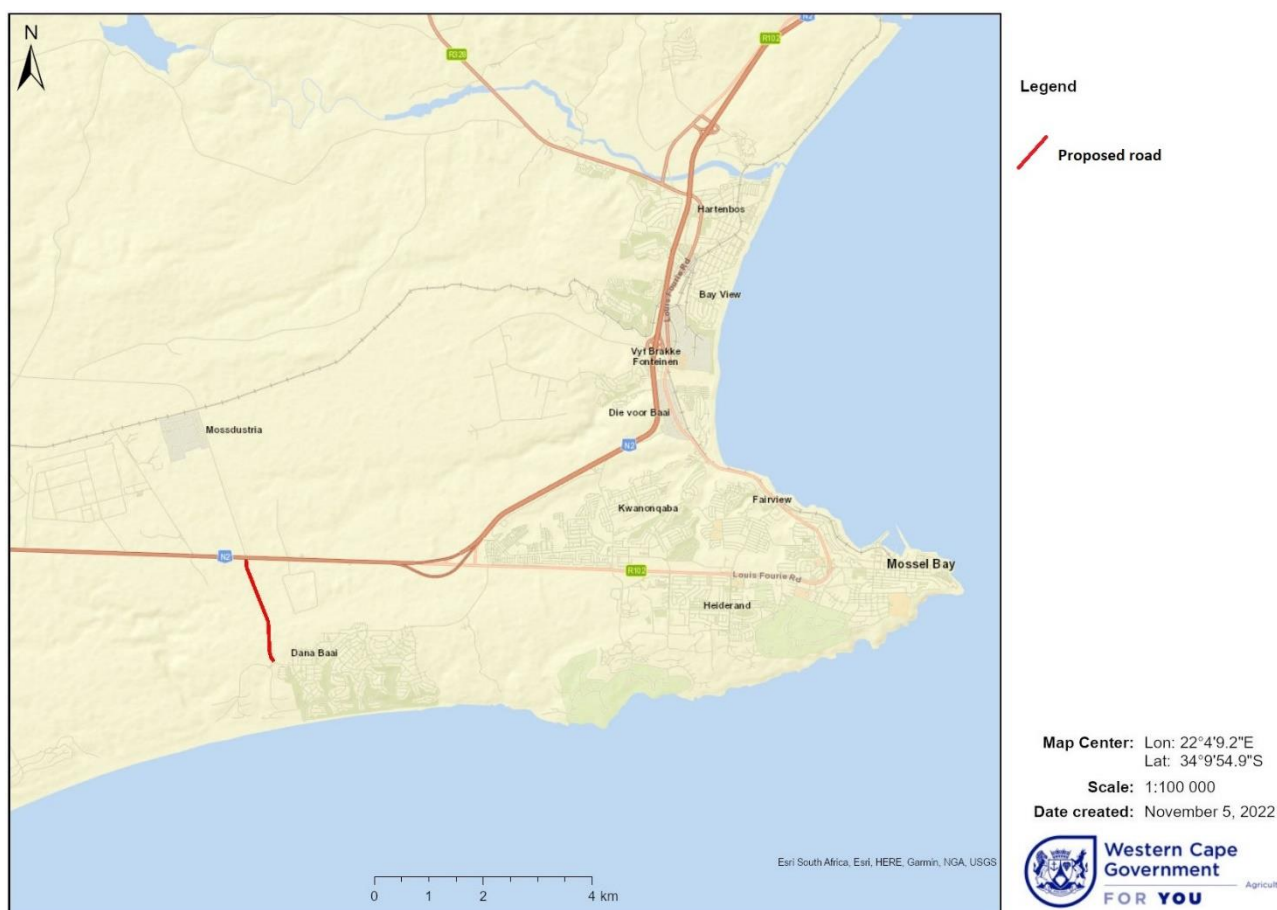 N
N2
R102
R328
Hartenbos
Louis Fourie Rd
Bay View
Vyf Brakke
Fonteinen
Die voor Baai
Mossdustria
N2
Kwanonqaba
Fairview
N2
Mossel Bay
R102
Louis Fourie Rd
Heiderand
Dana Baai
0 1 2 4 km
Esri South Africa, Esri, HERE, Garmin, NGA, USGS
Legend
Proposed road
Map Center: Lon: 22°4'9.2"E
Lat: 34°9'54.9"S
Scale: 1:100 000
Date created: November 5, 2022
Western Cape
Government
Agricult
FOR YOU